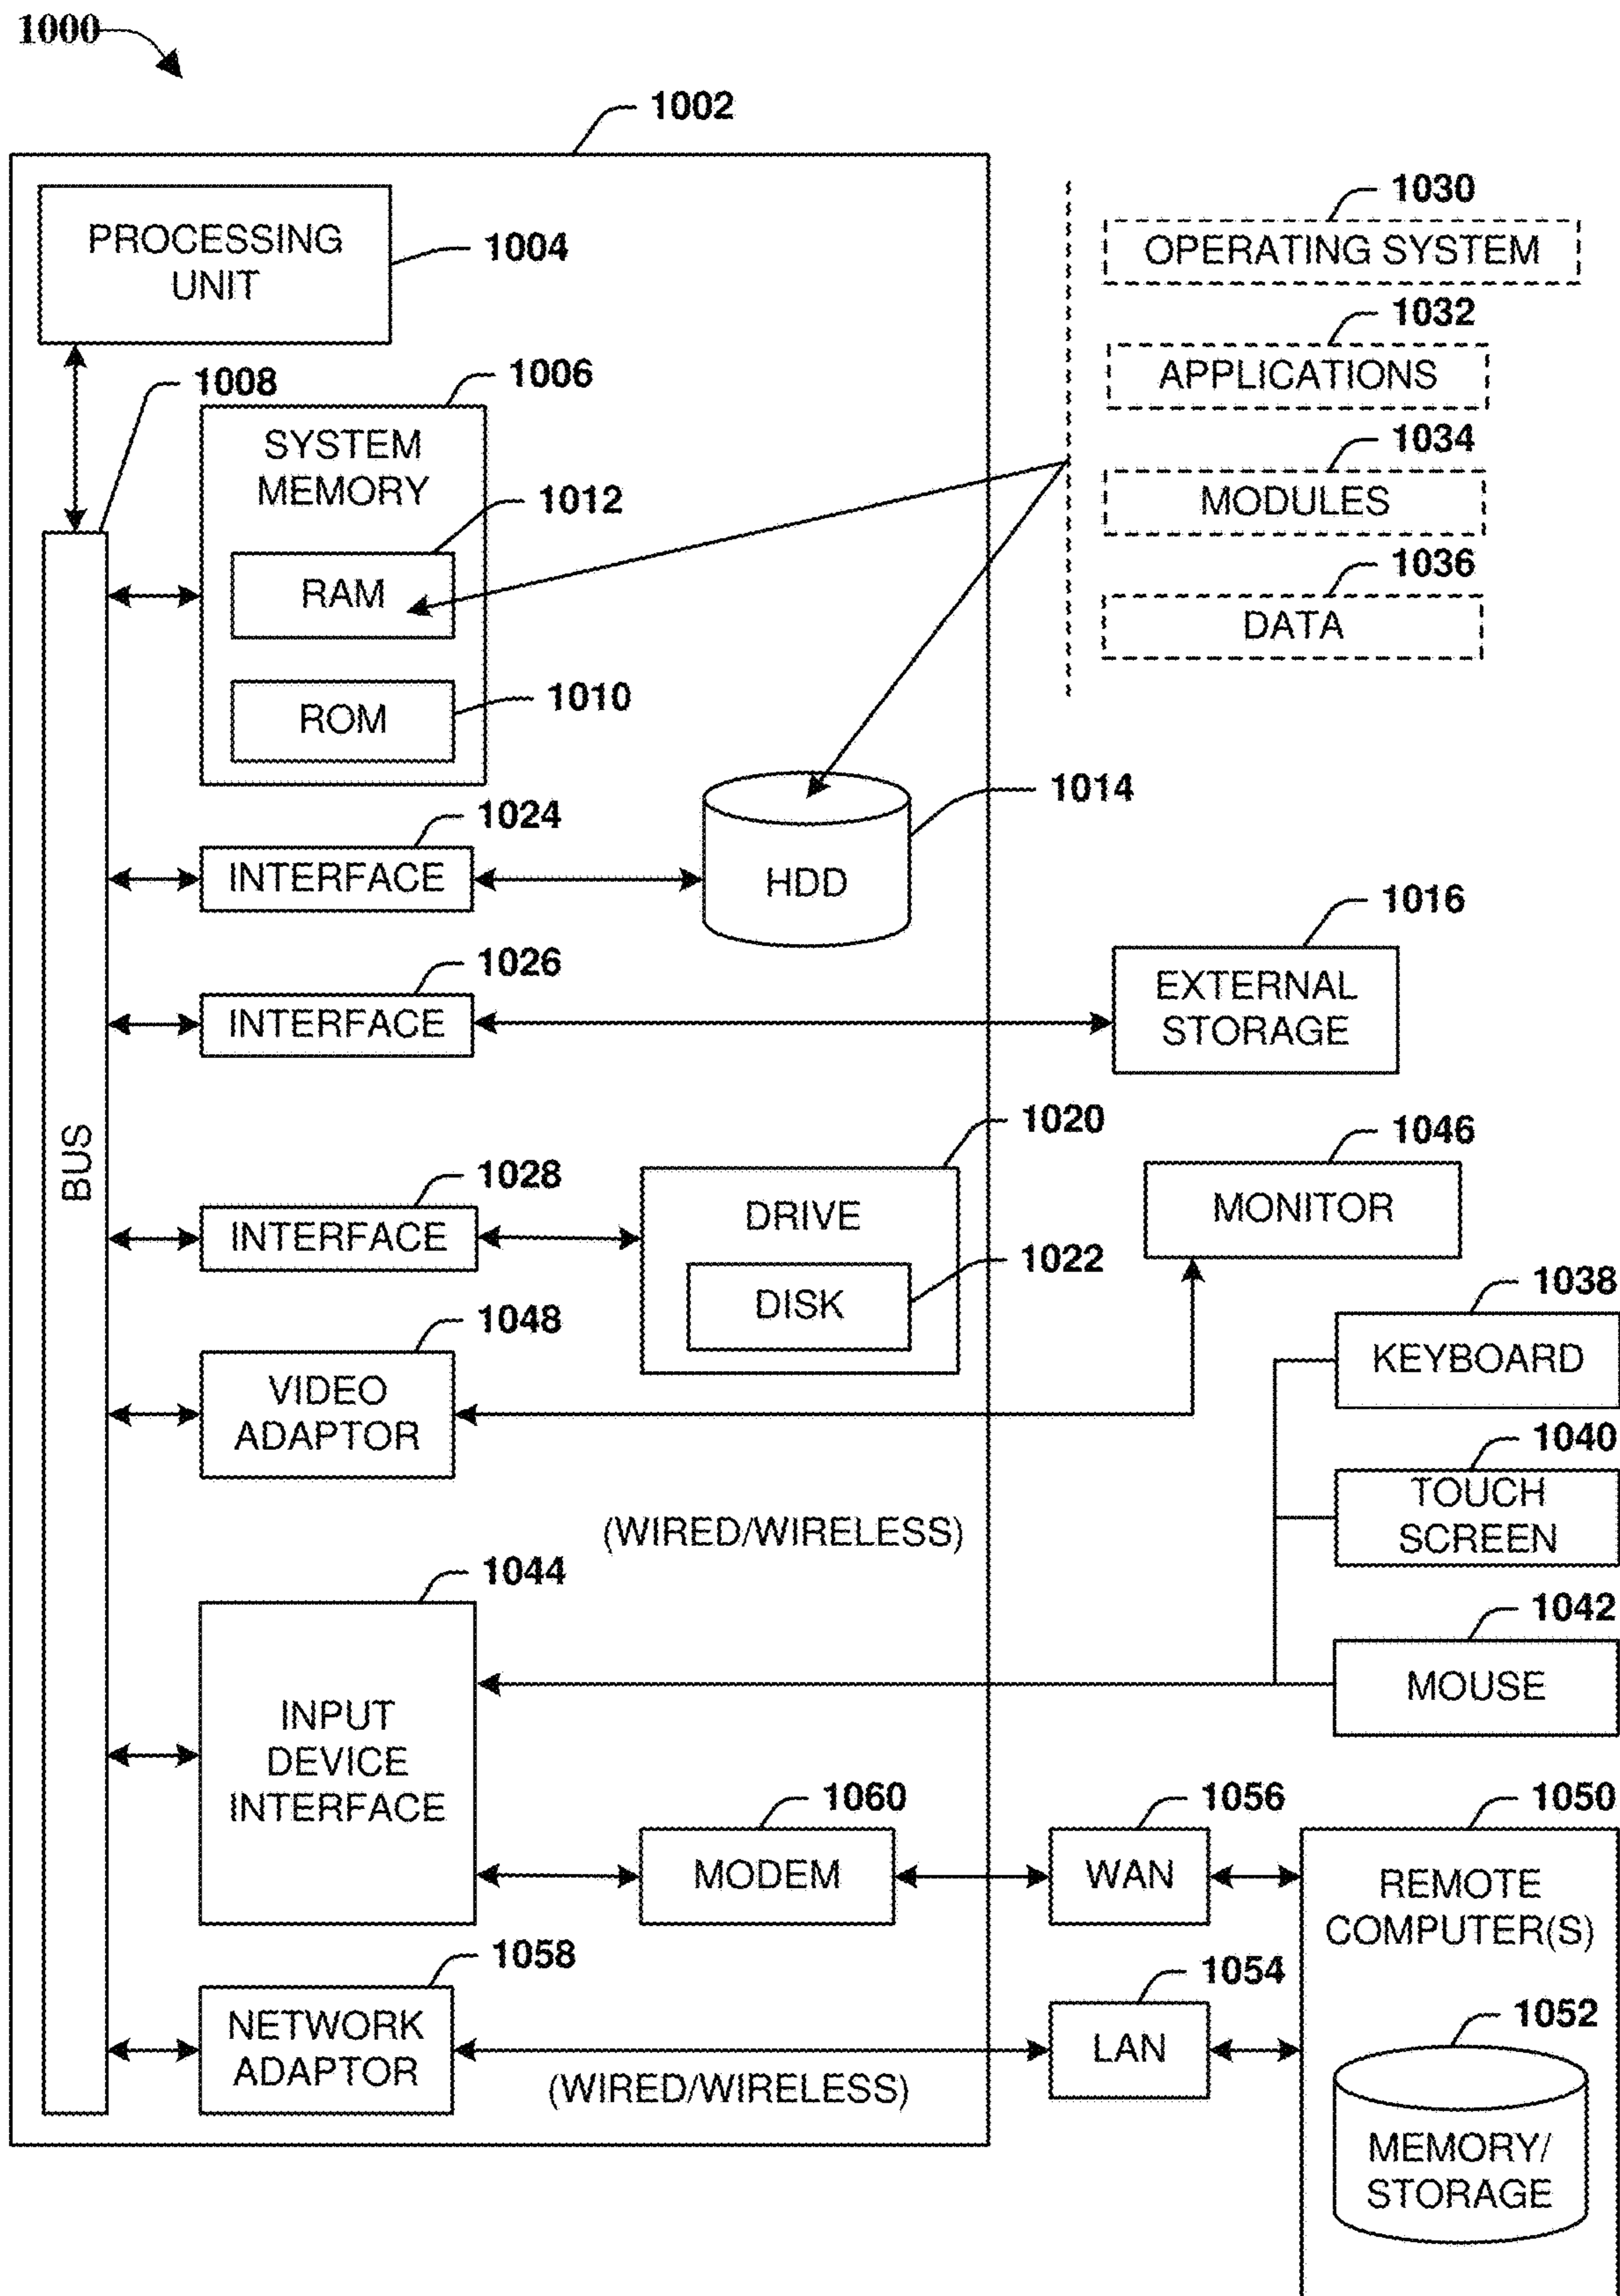 1000
1002
PROCESSING
UNIT
1004
1030
OPERATING SYSTEM
1032
APPLICATIONS
1034
MODULES
1036
DATA
1008
1006
SYSTEM
MEMORY
1012
RAM
1010
ROM
1024
INTERFACE
1014
HDD
1026
INTERFACE
1016
EXTERNAL
STORAGE
BUS
1028
INTERFACE
1020
DRIVE
1022
DISK
1046
MONITOR
1048
VIDEO
ADAPTOR
1038
KEYBOARD
1040
TOUCH
SCREEN
(WIRED/WIRELESS)
1042
MOUSE
1044
INPUT
DEVICE
INTERFACE
1060
MODEM
1056
WAN
1050
REMOTE
COMPUTER(S)
1058
NETWORK
ADAPTOR
(WIRED/WIRELESS)
1054
LAN
1052
MEMORY/
STORAGE